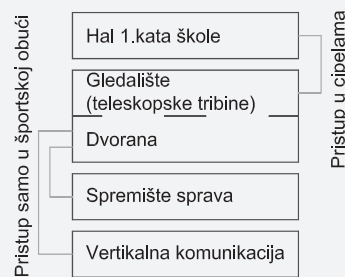 Pristup samo u športskoj obući
Hal 1.kata škole
Gledalište
(teleskopske tribine)
Dvorana
Spremište sprava
Vertikalna komunikacija
Pristup u cipelama